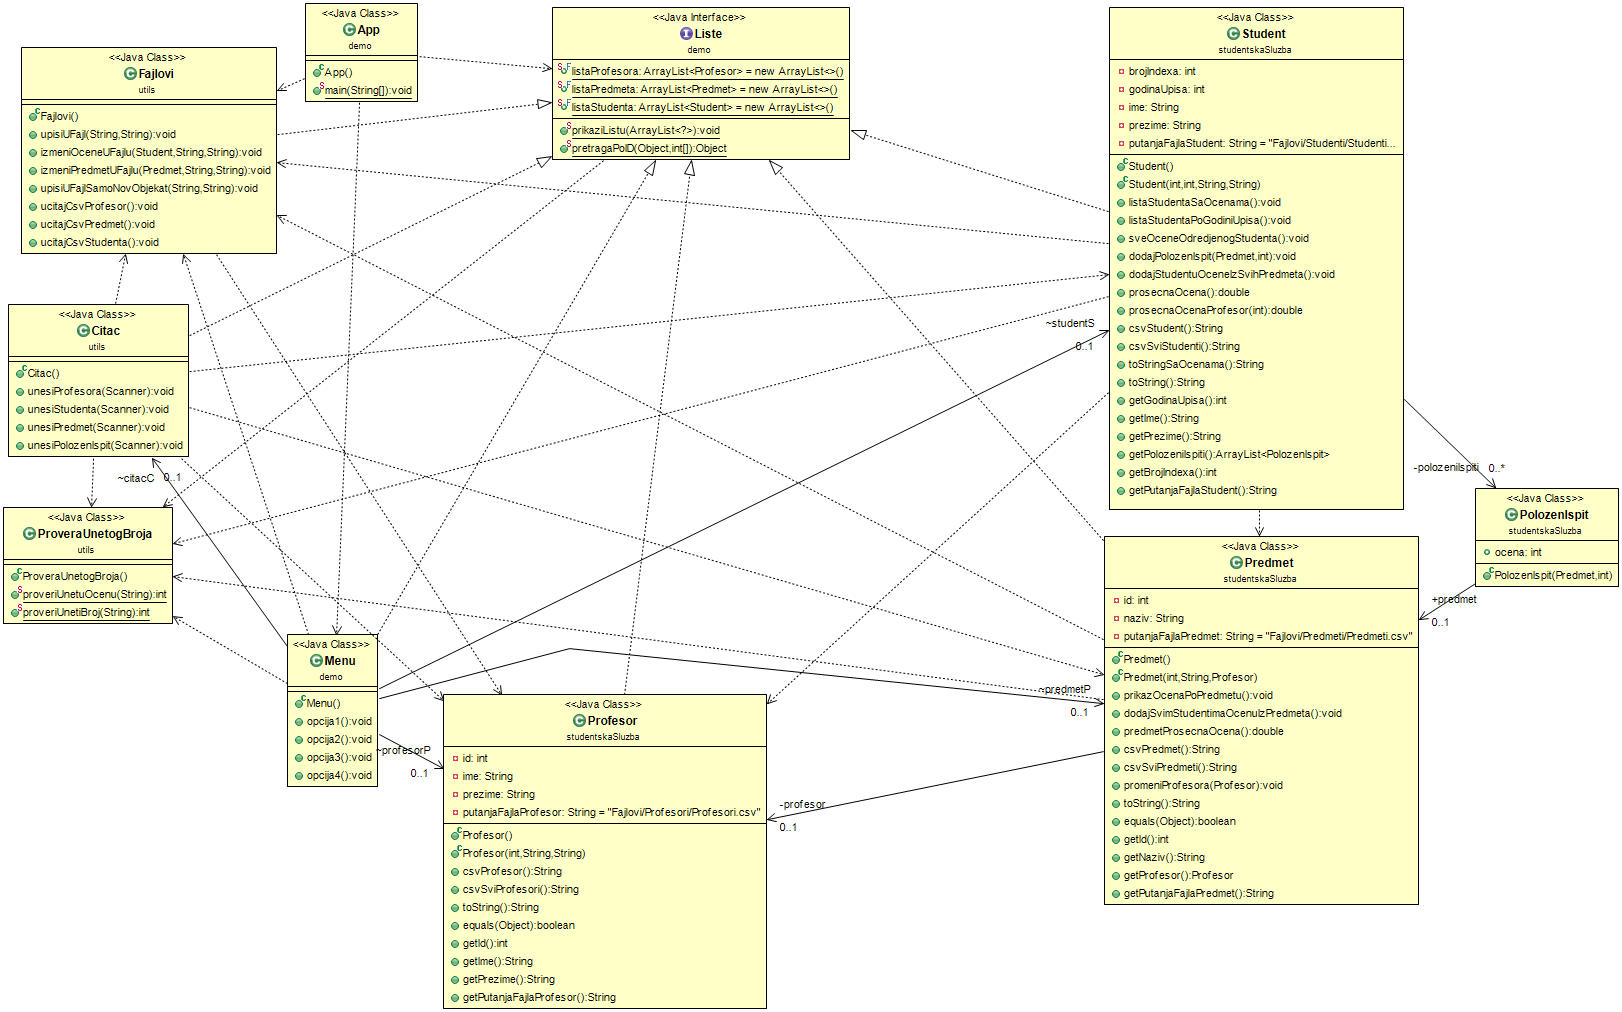 <<Java Class>>
App
demo
App()
main(String[]):void
<<Java Interface>>
Liste
demo
listaProfesora: ArrayList<Profesor> = new ArrayList<>()
listaPredmeta: ArrayList<Predmet> = new ArrayList<>()
listaStudenta: ArrayList<Student> = new ArrayList<>()
prikaziListu(ArrayList<?>):void
pretragaPoID(Object,int[]):Object
<<Java Class>>
Student
studentskaSluzba
brojIndexa: int
godinaUpisa: int
ime: String
prezime: String
putanjaFajlaStudent: String = "Fajlovi/Studenti/Studenti...
Student()
Student(int,int,String,String)
listaStudentaSaOcenama():void
listaStudentaPoGodiniUpisa():void
sveOceneOdredjenogStudenta():void
dodajPolozenIspit(Predmet,int):void
dodajStudentuOceneIzSvihPredmeta():void
prosecnaOcena():double
prosecnaOcenaProfesor(int):double
csvStudent():String
csvSviStudenti():String
toStringSaOcenama():String
toString():String
getGodinaUpisa():int
getIme():String
getPrezime():String
getPolozeniIspiti():ArrayList<PolozenIspit>
getBrojIndexa():int
getPutanjaFajlaStudent():String
<<Java Class>>
Fajlovi
utils
Fajlovi()
upisiUFajl(String,String):void
izmeniOceneUFajlu(Student,String,String):void
izmeniPredmetUFajlu(Predmet,String,String):void
upisiUFajlSamoNovObjekat(String,String):void
ucitajCsvProfesor():void
ucitajCsvPredmet():void
ucitajCsvStudenta():void
<<Java Class>>
Citac
utils
Citac()
unesiProfesora(Scanner):void
unesiStudenta(Scanner):void
unesiPredmet(Scanner):void
unesiPolozenIspit(Scanner):void
~studentS
0..1
~citacC
0..1
-polozeniIspiti
0..*
<<Java Class>>
PolozenIspit
studentskaSluzba
ocena: int
PolozenIspit(Predmet,int)
+predmet
0..1
<<Java Class>>
ProveraUnetogBroja
utils
ProveraUnetogBroja()
proveriUnetuOcenu(String):int
proveriUnetiBroj(String):int
<<Java Class>>
Predmet
studentskaSluzba
id: int
naziv: String
putanjaFajlaPredmet: String = "Fajlovi/Predmeti/Predmeti.csv"
Predmet()
Predmet(int,String,Profesor)
prikazOcenaPoPredmetu():void
dodajSvimStudentimaOcenuIzPredmeta():void
predmetProsecnaOcena():double
csvPredmet():String
csvSviPredmeti():String
promeniProfesora(Profesor):void
toString():String
equals(Object):boolean
getId():int
getNaziv():String
getProfesor():Profesor
getPutanjaFajlaPredmet():String
<<Java Class>>
Menu
demo
Menu()
opcija1():void
opcija2():void
opcija3():void
opcija4():void
~predmetP
0..1
~profesorP
0..1
-profesor
0..1
<<Java Class>>
Profesor
studentskaSluzba
id: int
ime: String
prezime: String
putanjaFajlaProfesor: String = "Fajlovi/Profesori/Profesori.csv"
Profesor()
Profesor(int,String,String)
csvProfesor():String
csvSviProfesori():String
toString():String
equals(Object):boolean
getId():int
getIme():String
getPrezime():String
getPutanjaFajlaProfesor():String